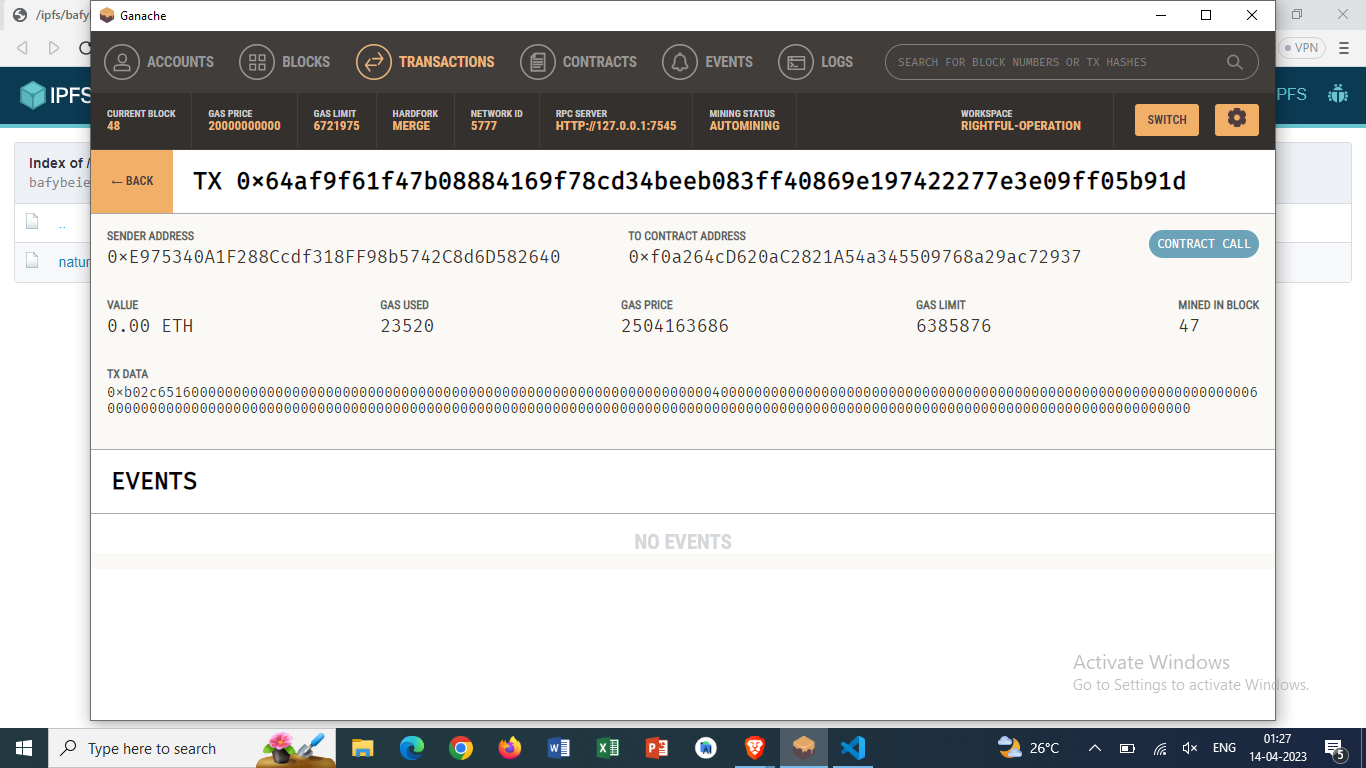 /ipfs/bafybe
Ganache
VPN
ACCOUNTS
BLOCKS
TRANSACTIONS
CONTRACTS
EVENTS
LOGS
SEARCH FOR BLOCK NUMBERS OR TX HASHES
IPFS
PFS
CURRENT BLOCK
48
GAS PRICE
20000000000
GAS LIMIT
6721975
HARDFORK
MERGE
NETWORK ID
5777
RPC SERVER
HTTP://127.0.0.1:7545
MINING STATUS
AUTOMINING
WORKSPACE
RIGHTFUL-OPERATION
SWITCH
Index of /
bafybeie
..
natur
← BACK
TX 0×64af9f61f47b08884169f78cd34beeb083ff40869e197422277e3e09ff05b91d
SENDER ADDRESS
0×E975340A1F288Ccdf318FF98b5742C8d6D582640
TO CONTRACT ADDRESS
0×f0a264cD620aC2821A54a345509768a29ac72937
CONTRACT CALL
VALUE
0.00 ETH
GAS USED
23520
GAS PRICE
2504163686
GAS LIMIT
6385876
MINED IN BLOCK
47
TX DATA
EVENTS
NO EVENTS
Activate Windows
Go to Settings to activate Windows.
Type here to search
26°C
ENG
01:27
14-04-2023
5